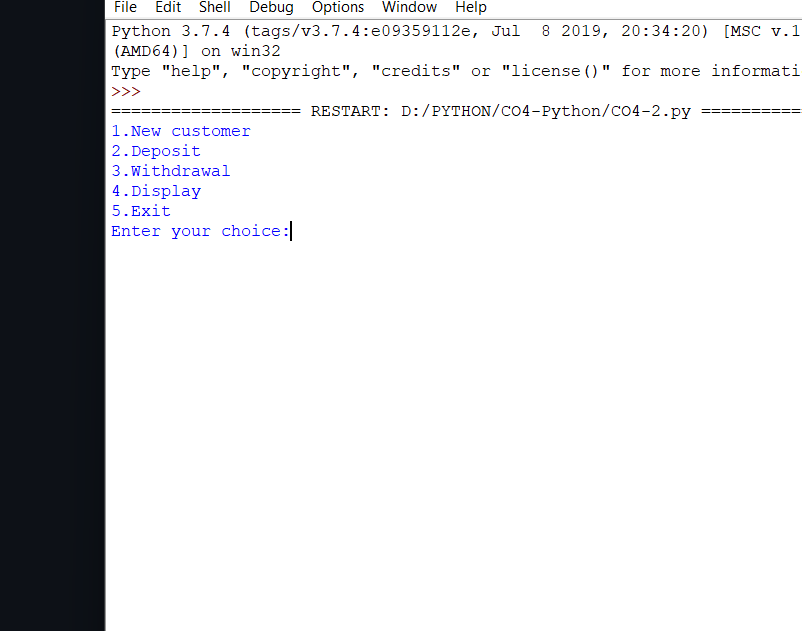 File Edit Shell Debug Options Window Help
Python 3.7.4 (tags/v3.7.4:e09359112e, Jul  8 2019, 20:34:20) [MSC v.1
(AMD64)] on win32
Type "help", "copyright", "credits" or "license()" for more informati
>>>
=================== RESTART: D:/PYTHON/CO4-Python/CO4-2.py ==========
1.New customer
2.Deposit
3.Withdrawal
4.Display
5.Exit
Enter your choice: